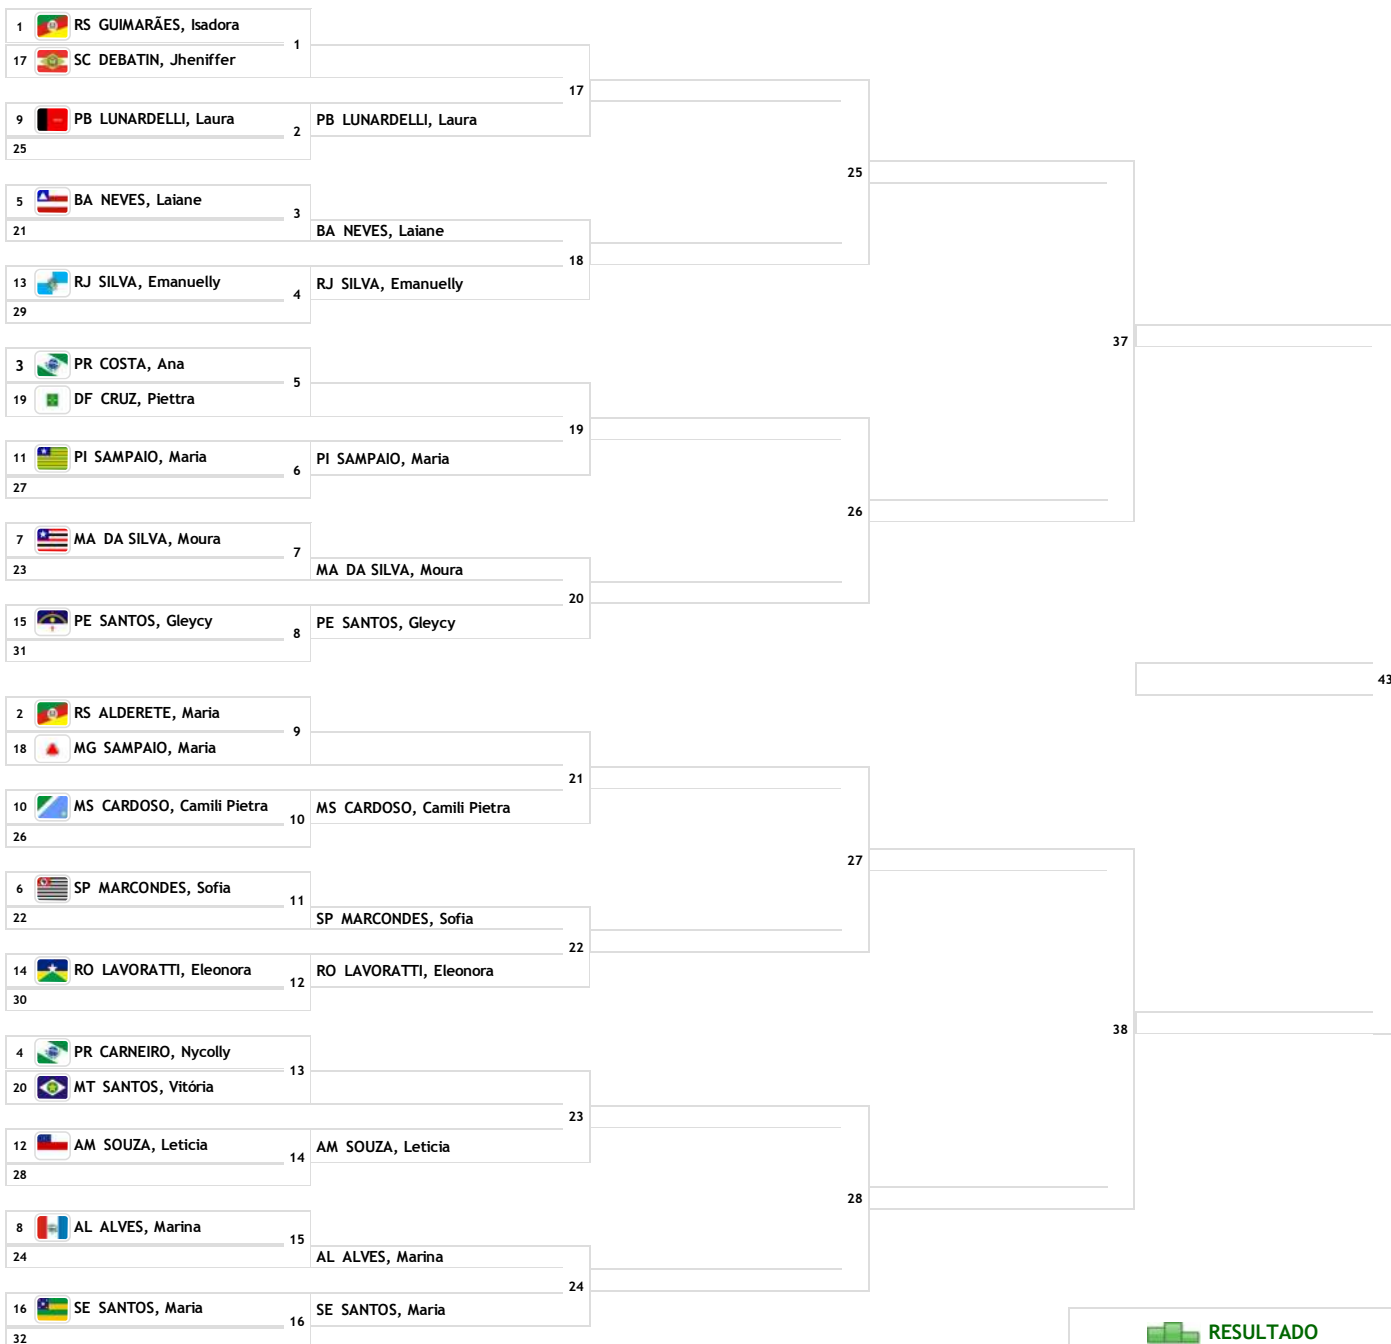 1 RS GUIMARÃES, Isadora
1
17 SC DEBATIN, Jheniffer
17
9 PB LUNARDELLI, Laura
2 PB LUNARDELLI, Laura
25
25
5 BA NEVES, Laiane
3
21
BA NEVES, Laiane
18
13 RJ SILVA, Emanuelly
4 RJ SILVA, Emanuelly
29
37
3 PR COSTA, Ana
5
19 DF CRUZ, Piettra
19
11 PI SAMPAIO, Maria
6 PI SAMPAIO, Maria
27
26
7 MA DA SILVA, Moura
7
23
MA DA SILVA, Moura
20
15 PE SANTOS, Gleycy
8 PE SANTOS, Gleycy
31
43
2 RS ALDERETE, Maria
9
18 MG SAMPAIO, Maria
21
10 MS CARDOSO, Camili Pietra
10 MS CARDOSO, Camili Pietra
26
27
6 SP MARCONDES, Sofia
11
22
SP MARCONDES, Sofia
22
14 RO LAVORATTI, Eleonora
12 RO LAVORATTI, Eleonora
30
38
4 PR CARNEIRO, Nycolly
13
20 MT SANTOS, Vitória
23
12 AM SOUZA, Leticia
14 AM SOUZA, Leticia
28
28
8 AL ALVES, Marina
15
24
AL ALVES, Marina
24
16 SE SANTOS, Maria
16 SE SANTOS, Maria
32
RESULTADO